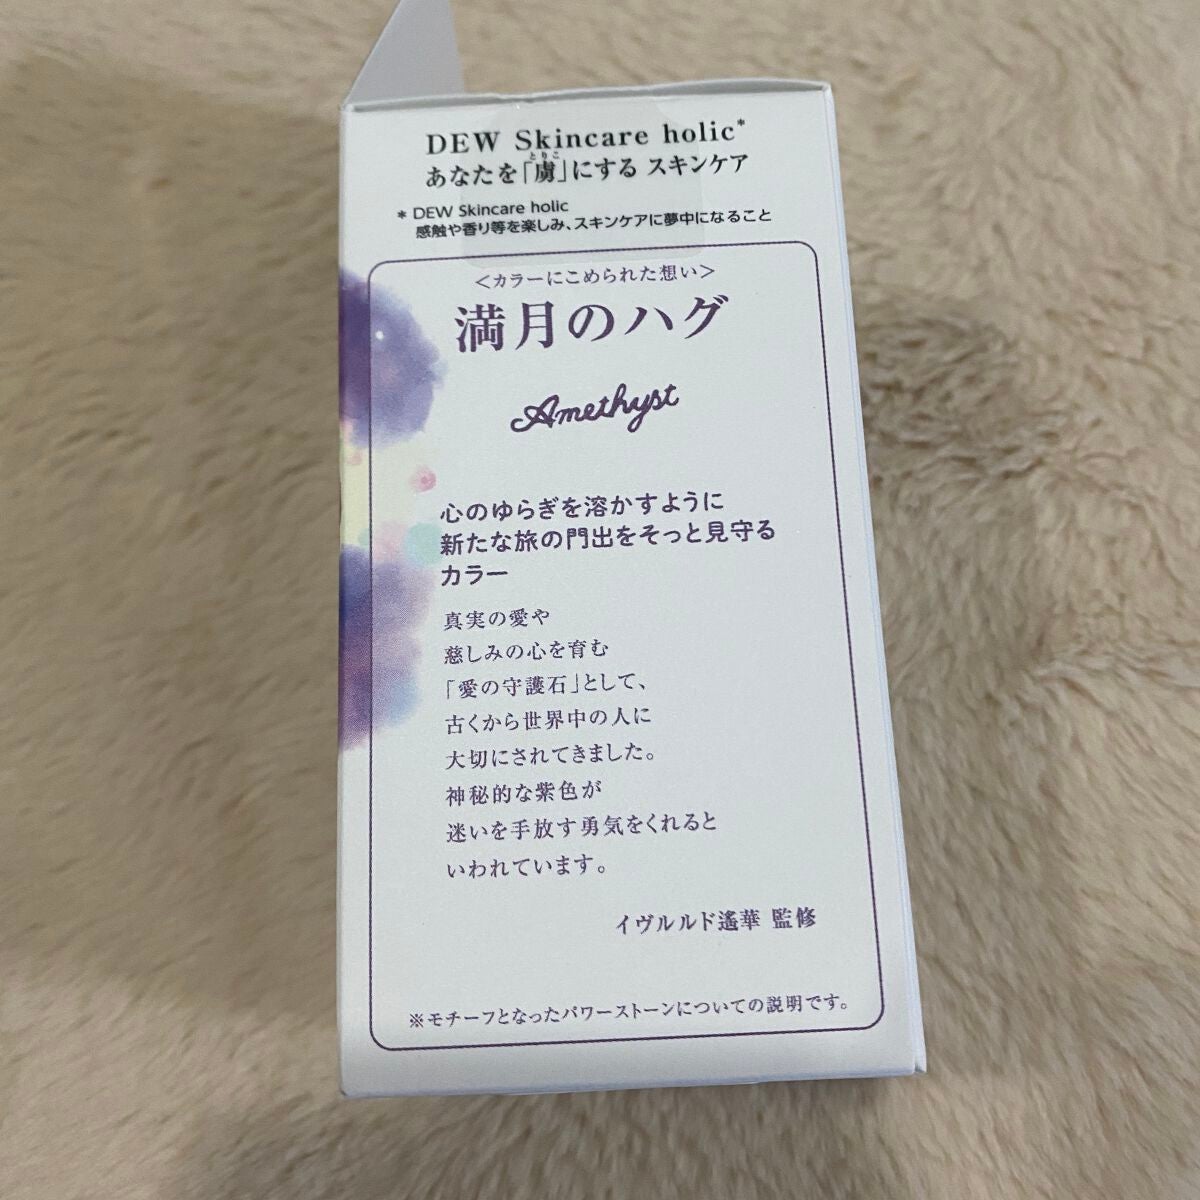 DEW Skincare holic*
とりこ
あなたを「虜」にする スキンケア
* DEW Skincare holic
感触や香り等を楽しみ、スキンケアに夢中になること
＜カラーにこめられた想い＞
満月のハグ
Amethyst
心のゆらぎを溶かすように
新たな旅の門出をそっと見守る
カラー
真実の愛や
慈しみの心を育む
「愛の守護石」として、
古くから世界中の人に
大切にされてきました。
神秘的な紫色が
迷いを手放す勇気をくれると
いわれています。
イヴルルド遙華 監修
※モチーフとなったパワーストーンについての説明です。